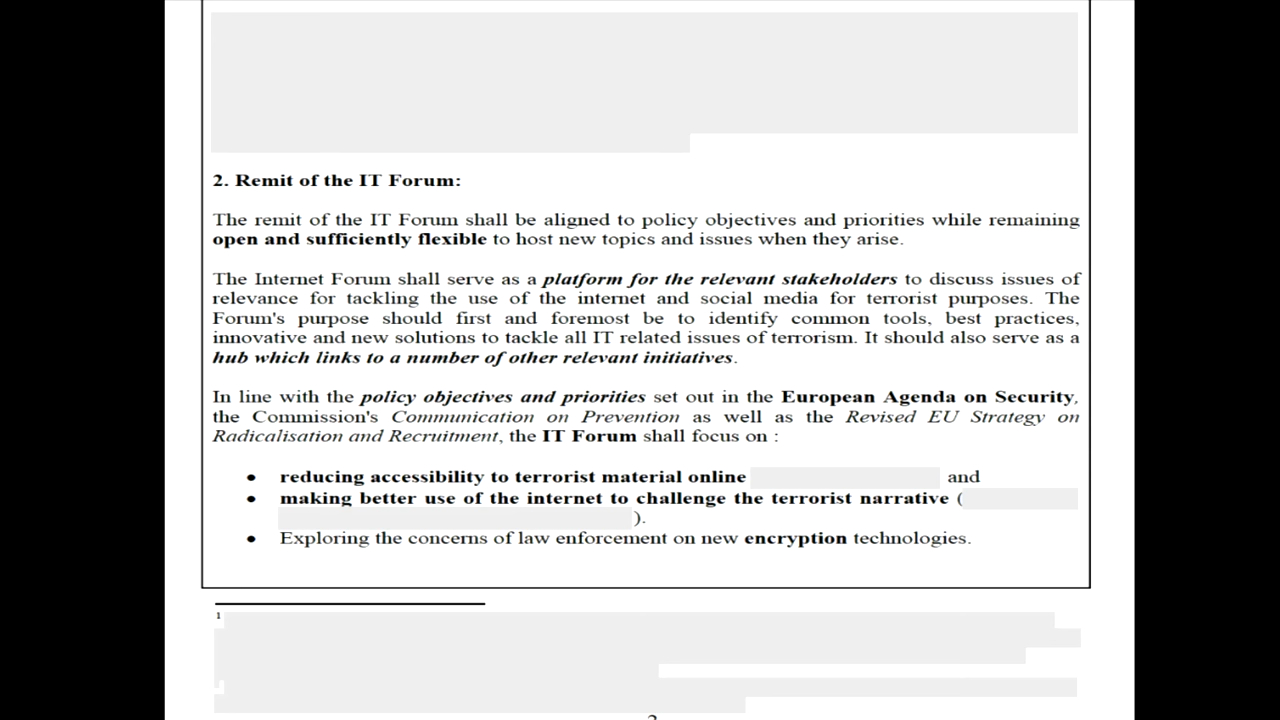 2. Remit of the IT Forum:
The remit of the IT Forum shall be aligned to policy objectives and priorities while remaining
open and sufficiently flexible to host new topics and issues when they arise.
The Internet Forum shall serve as a platform for the relevant stakeholders to discuss issues of
relevance for tackling the use of the internet and social media for terrorist purposes. The
Forum's purpose should first and foremost be to identify common tools, best practices,
innovative and new solutions to tackle all IT related issues of terrorism. It should also serve as a
hub which links to a number of other relevant initiatives.
In line with the policy objectives and priorities set out in the European Agenda on Security,
the Commission's Communication on Prevention as well as the Revised EU Strategy on
Radicalisation and Recruitment, the IT Forum shall focus on :
• reducing accessibility to terrorist material online and
• making better use of the internet to challenge the terrorist narrative (
).
• Exploring the concerns of law enforcement on new encryption technologies.
1